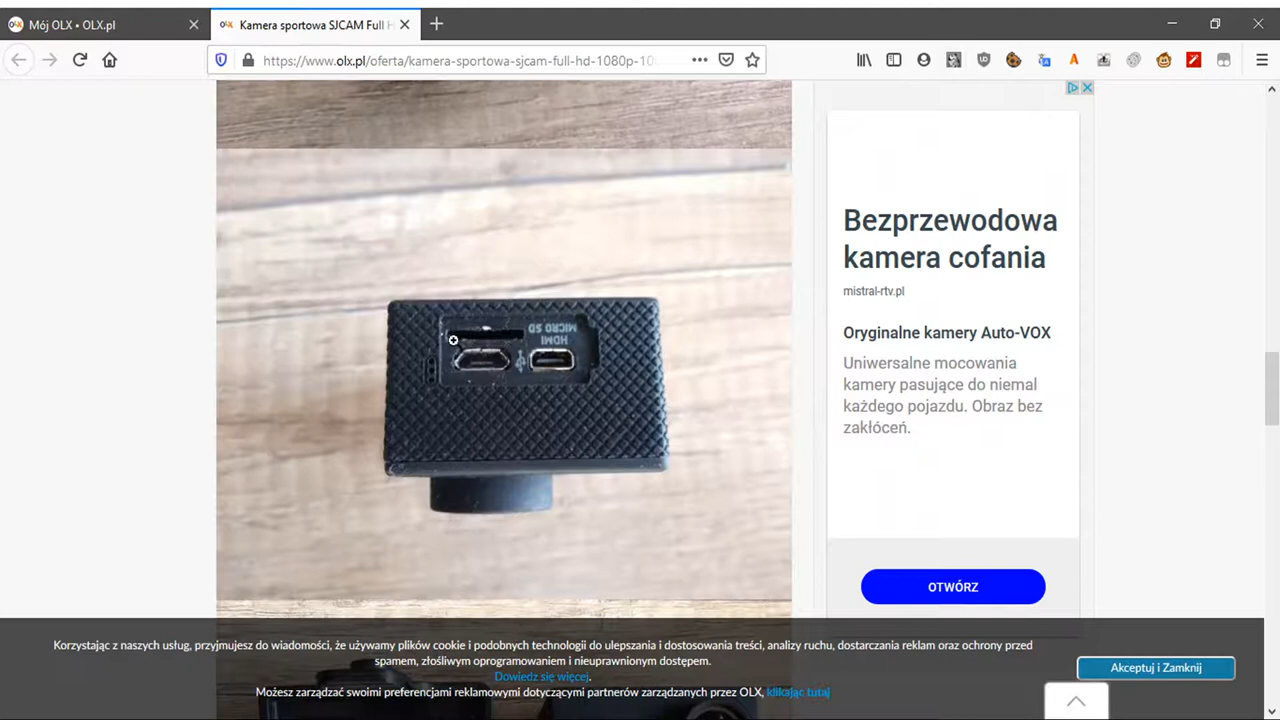 Mój OLX • OLX.pl
Kamera sportowa SJCAM Full H
https://www.olx.pl/oferta/kamera-sportowa-sjcam-full-hd-1080p-10
MICRO SD
HDMI
Bezprzewodowa
kamera cofania
mistral-rtv.pl
Oryginalne kamery Auto-VOX
Uniwersalne mocowania
kamery pasujące do niemal
każdego pojazdu. Obraz bez
zakłóceń.
OTWÓRZ
Korzystając z naszych usług, przyjmujesz do wiadomości, że używamy plików cookie i podobnych technologii do ulepszania i dostosowania treści, analizy ruchu, dostarczania reklam oraz ochrony przed
spamem, złośliwym oprogramowaniem i nieuprawnionym dostępem.
Dowiedz się więcej.
Możesz zarządzać swoimi preferencjami reklamowymi dotyczącymi partnerów zarządzanych przez OLX, klikając tutaj
Akceptuj i Zamknij